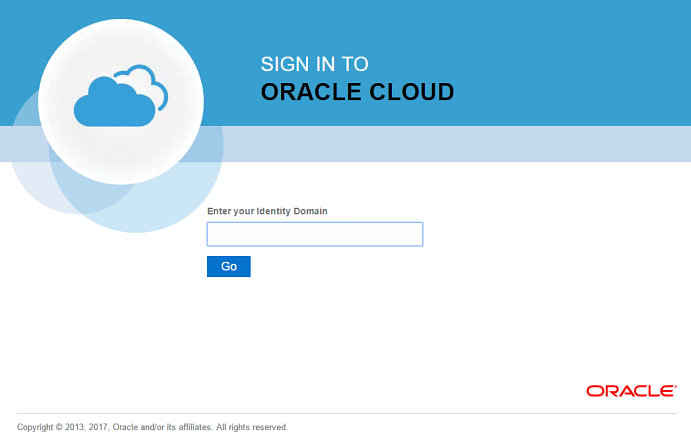 SIGN IN TO
ORACLE CLOUD
Enter your Identity Domain
Go
ORACLE
Copyright © 2013, 2017, Oracle and/or its affiliates. All rights reserved.